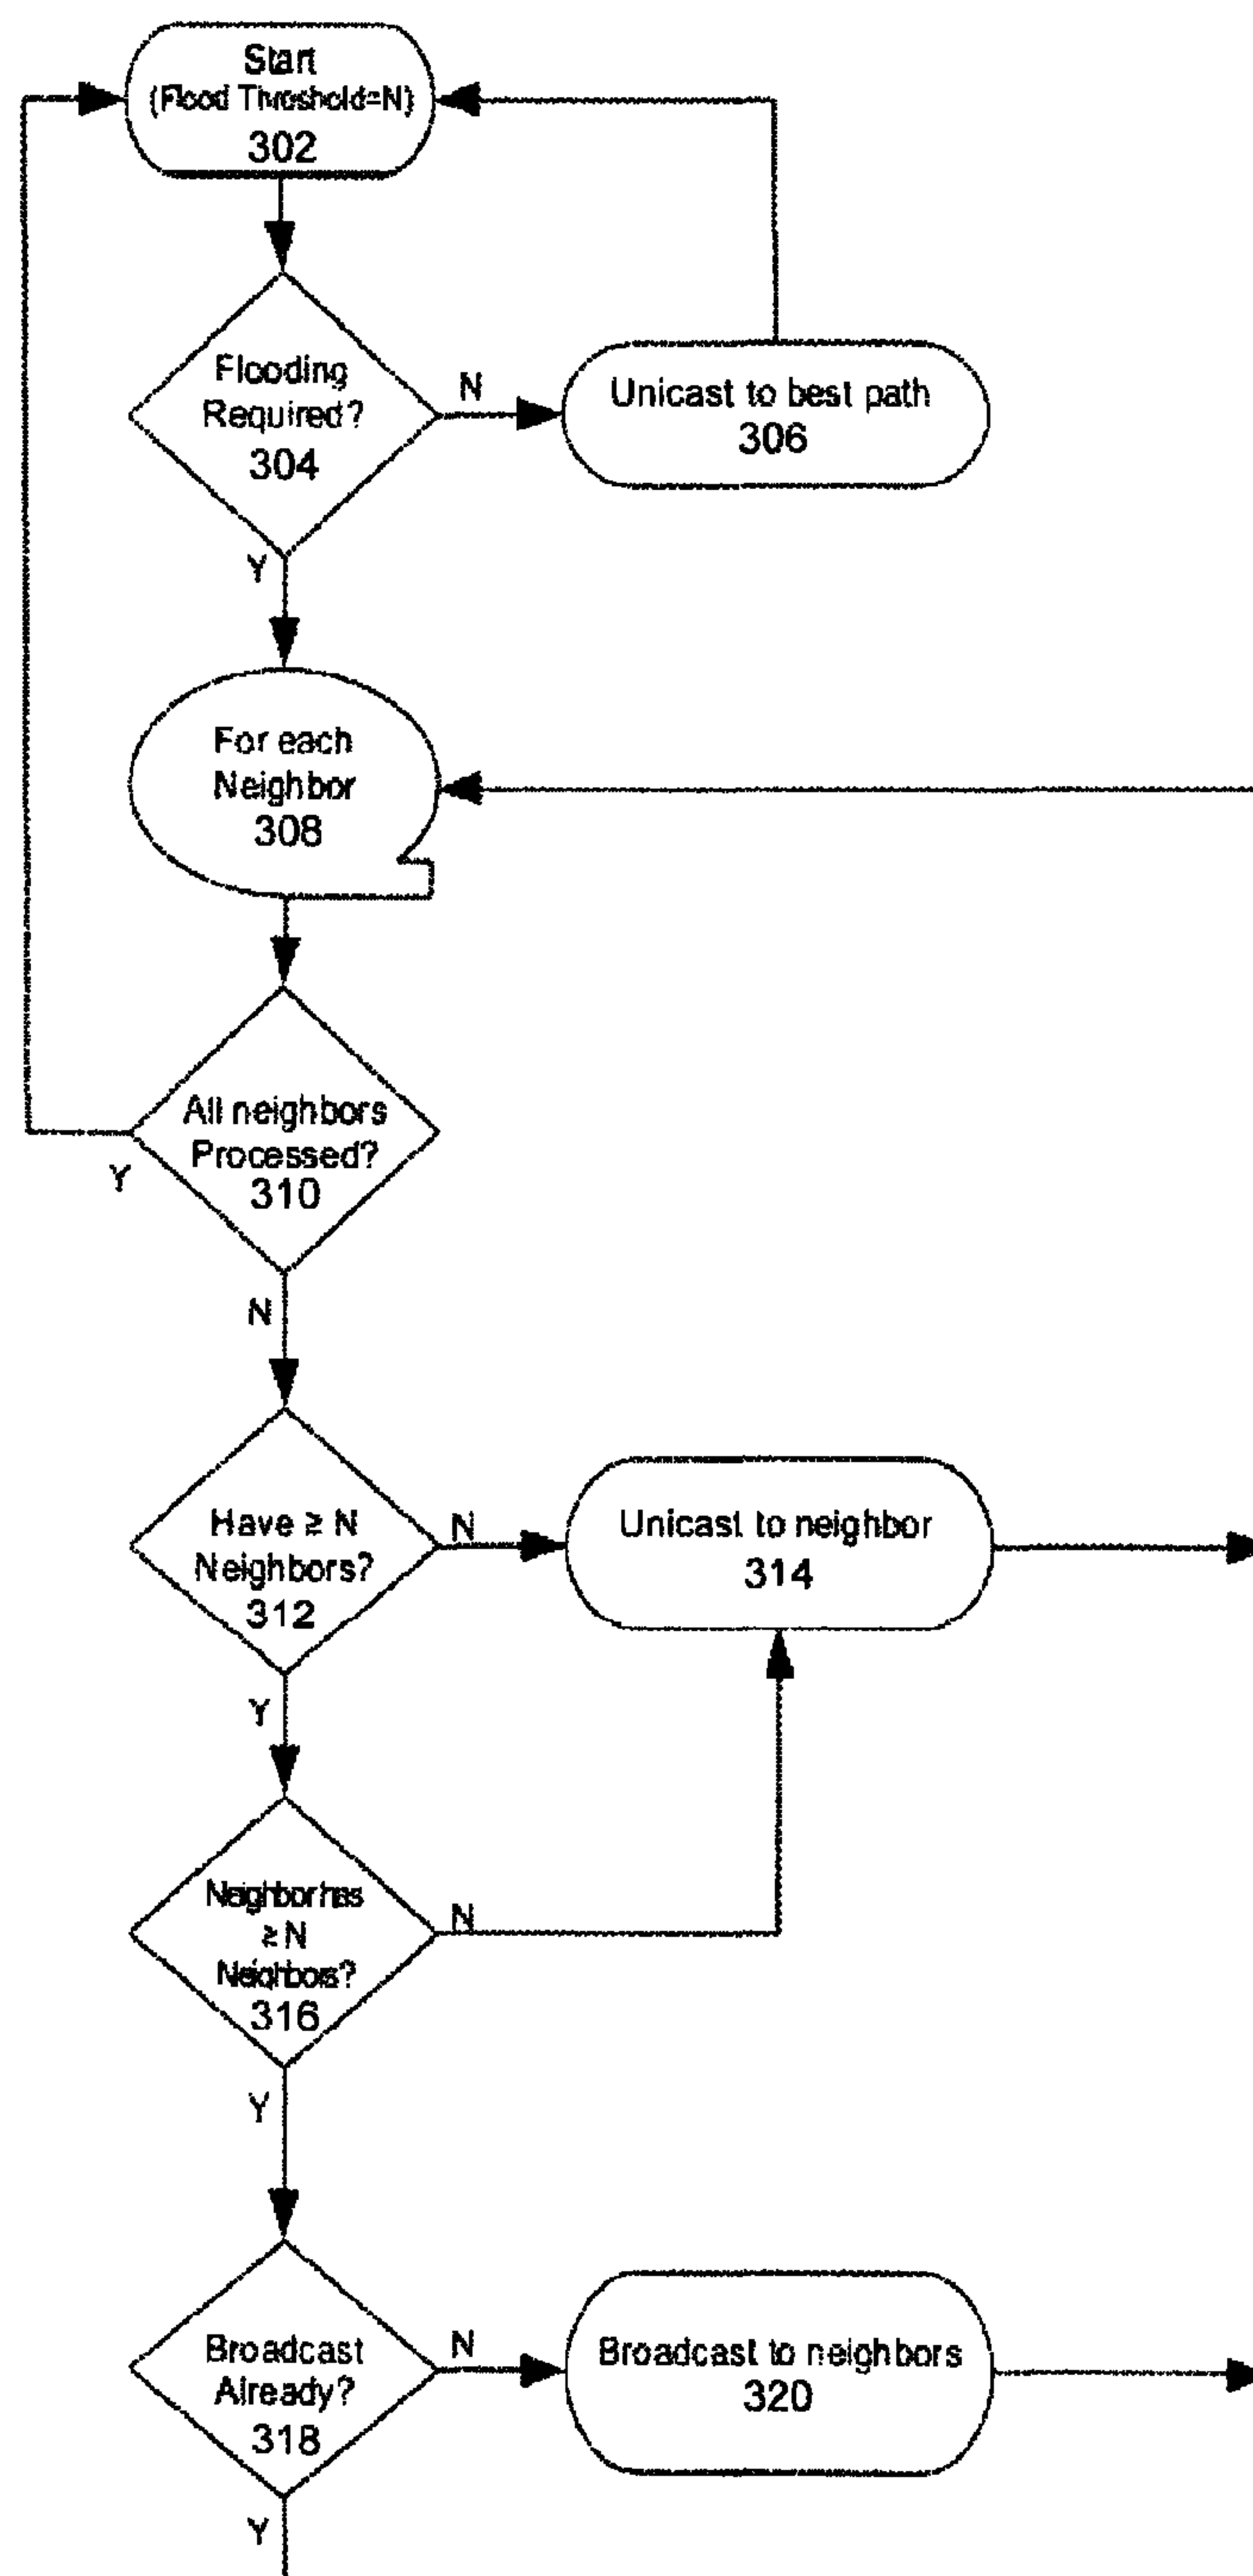 Start
(Flood Threshold=N)
302
Flooding
Required?
304
N
Unicast to best path
306
Y
For each
Neighbor
308
All neighbors
Processed?
310
Y
N
Have ≥ N
Neighbors?
312
N
Unicast to neighbor
314
Y
Neighbor has
≥ N
Neighbors?
316
N
Y
Broadcast
Already?
318
N
Broadcast to neighbors
320
Y